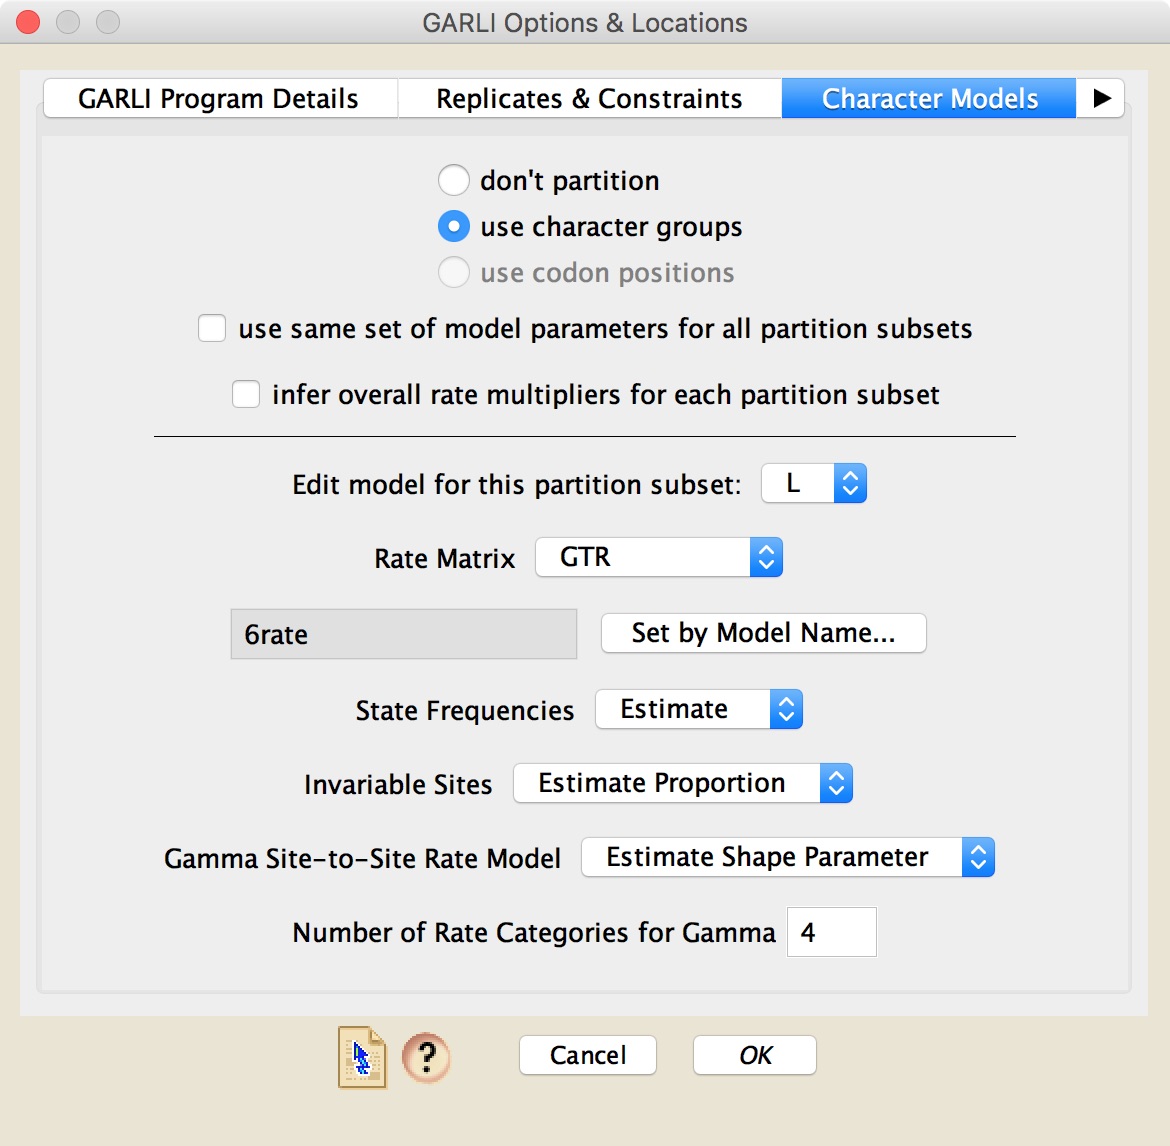 GARLI Options & Locations
GARLI Program Details Replicates & Constraints Character Models
don't partition
use character groups
use codon positions
use same set of model parameters for all partition subsets
infer overall rate multipliers for each partition subset
Edit model for this partition subset: L
Rate Matrix GTR
6rate Set by Model Name...
State Frequencies Estimate
Invariable Sites Estimate Proportion
Gamma Site-to-Site Rate Model Estimate Shape Parameter
Number of Rate Categories for Gamma 4
? Cancel OK